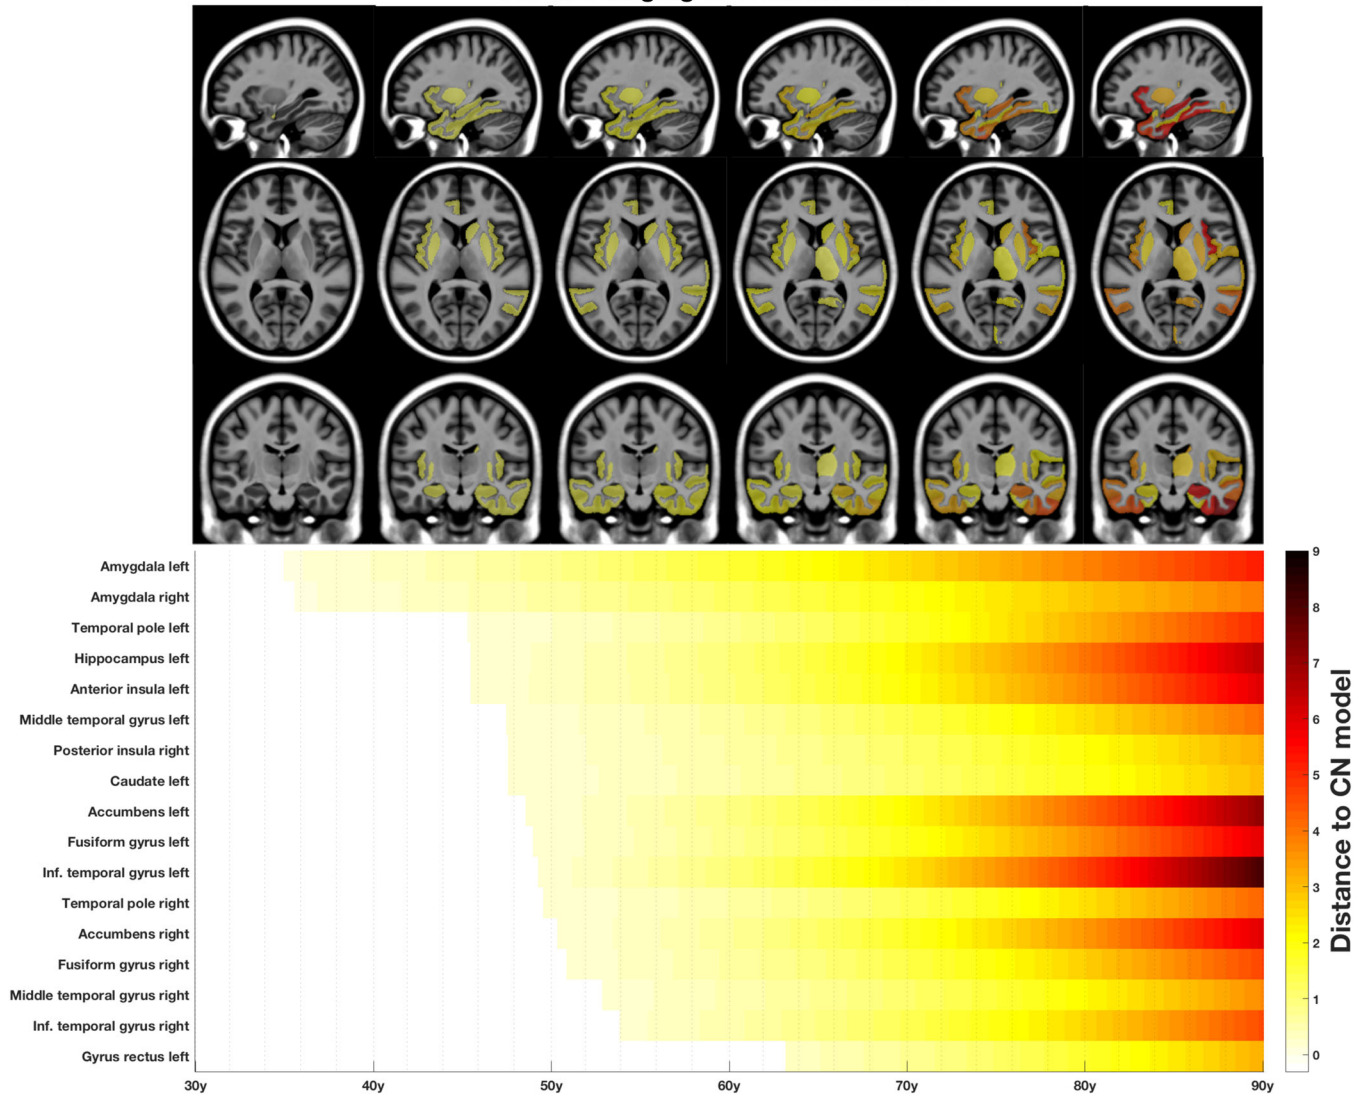 Amygdala left
Amygdala right
Temporal pole left
Hippocampus left
Anterior insula left
Middle temporal gyrus left
Posterior insula right
Caudate left
Accumbens left
Fusiform gyrus left
Inf. temporal gyrus left
Temporal pole right
Accumbens right
Fusiform gyrus right
Middle temporal gyrus right
Inf. temporal gyrus right
Gyrus rectus left
30y 40y 50y 60y 70y 80y 90y
9
8
7
6
5
4
3
2
1
0
Distance to CN model